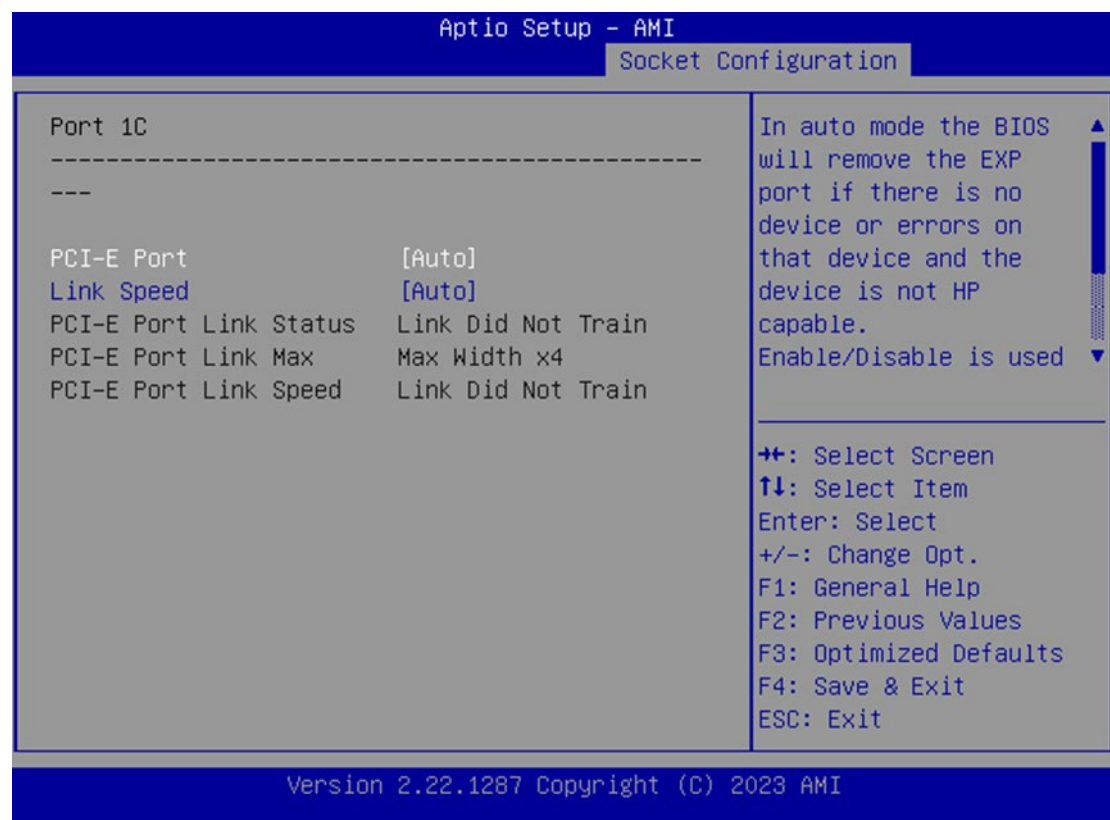 Aptio Setup – AMI
Socket Configuration
Port 1C
------------------------------------------------
---
PCI-E Port [Auto]
Link Speed [Auto]
PCI-E Port Link Status Link Did Not Train
PCI-E Port Link Max Max Width x4
PCI-E Port Link Speed Link Did Not Train
In auto mode the BIOS
will remove the EXP
port if there is no
device or errors on
that device and the
device is not HP
capable.
Enable/Disable is used
→←: Select Screen
↑↓: Select Item
Enter: Select
+/-: Change Opt.
F1: General Help
F2: Previous Values
F3: Optimized Defaults
F4: Save & Exit
ESC: Exit
Version 2.22.1287 Copyright (C) 2023 AMI